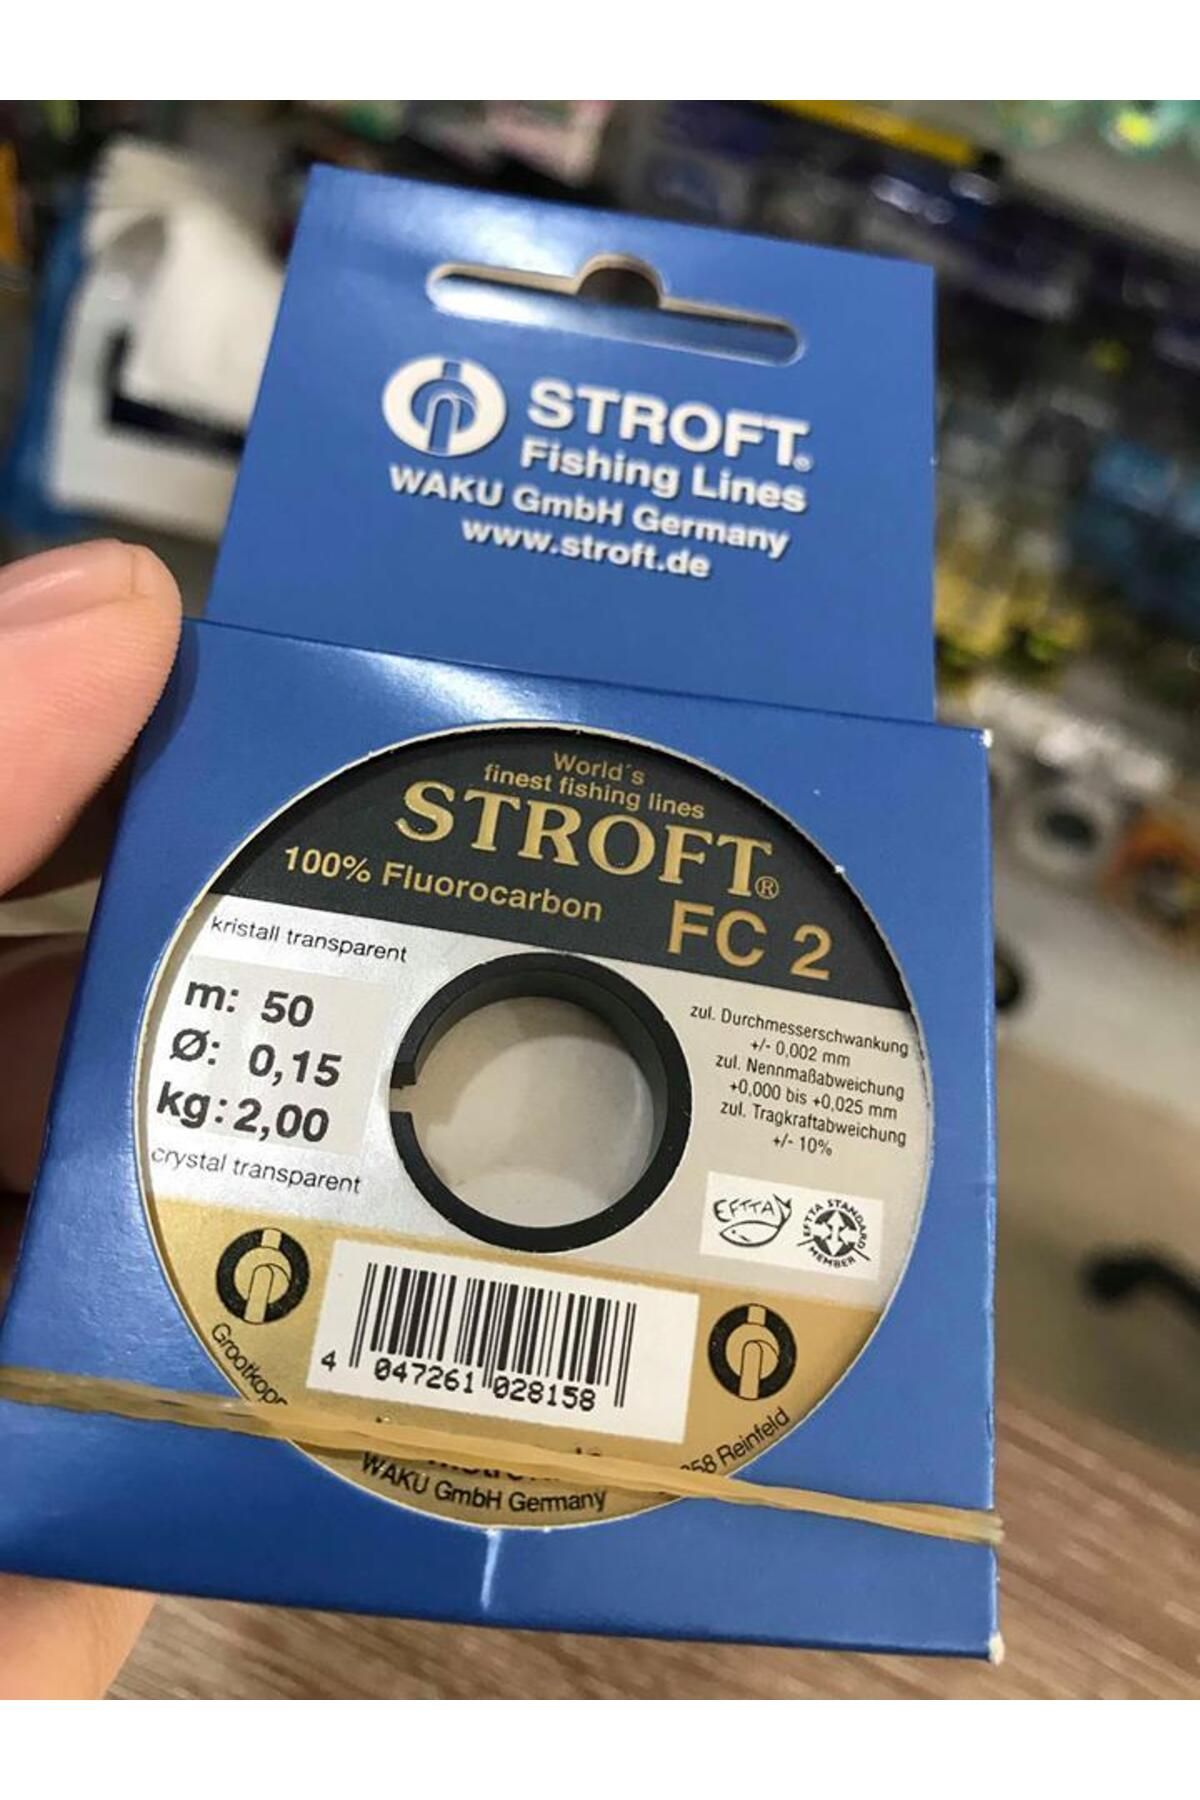 STROFT®
Fishing Lines
WAKU GmbH Germany
www.stroft.de
World´s
finest fishing lines
STROFT®
100% Fluorocarbon
FC 2
kristall transparent
m: 50
Ø: 0,15
kg: 2,00
crystal transparent
zul. Durchmesserschwankung
+/- 0,002 mm
zul. Nennmaßabweichung
+0,000 bis +0,025 mm
zul. Tragkraftabweichung
+/- 10%
EFTTA
EFTTA STANDARD
MEMBER
4 047261 028158
Reinfeld
WAKU GmbH Germany